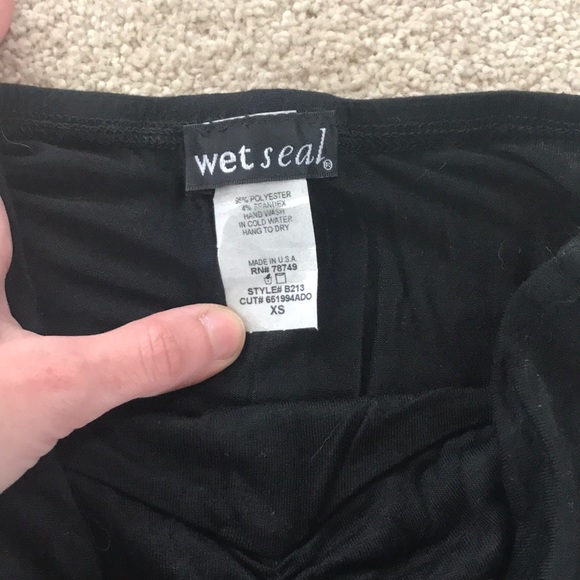 wet seal®
POLYESTER
4% SPANDEX
HAND WASH
IN COLD WATER
HANG TO DRY
MADE IN U.S.A.
RN# 78749
STYLE# B213
CUT# 651994ADO
XS